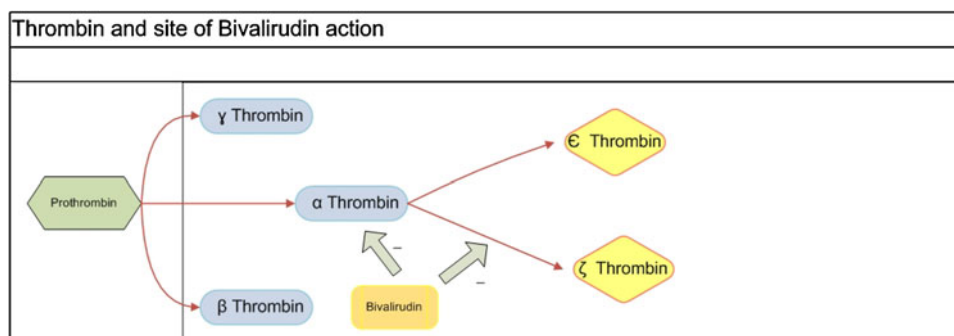 Thrombin and site of Bivalirudin action
γ Thrombin
Є Thrombin
Prothrombin
α Thrombin
–
–
ζ Thrombin
β Thrombin
Bivalirudin